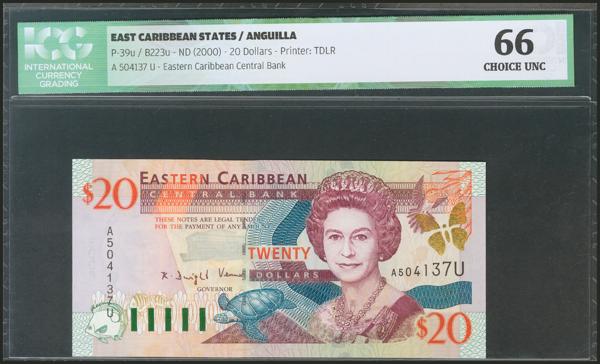 ICG
INTERNATIONAL
CURRENCY
GRADING
EAST CARIBBEAN STATES / ANGUILLA
P-39u / B223u - ND (2000) - 20 Dollars - Printer: TDLR
A 504137 U - Eastern Caribbean Central Bank
66
CHOICE UNC
EASTERN CARIBBEAN
CENTRAL BANK
$20
THESE NOTES ARE LEGAL TENDER
FOR THE PAYMENT OF ANY AMOUNT
TWENTY
DOLLARS
A504137U
A504137U
GOVERNOR
$20